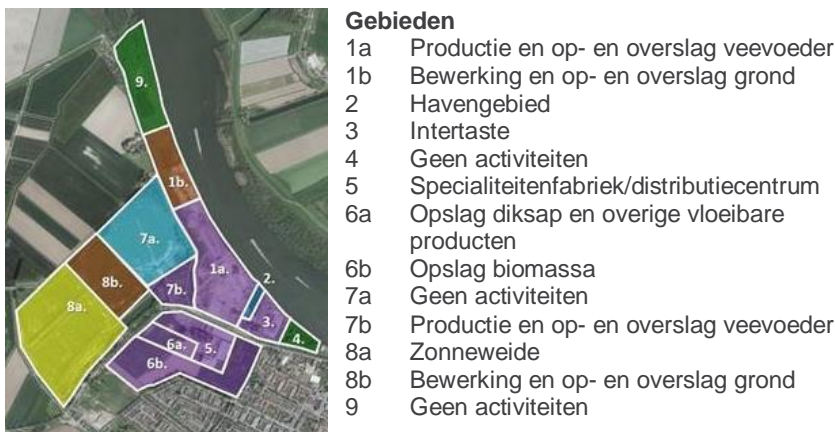 Gebieden
1a Productie en op- en overslag veevoeder
1b Bewerking en op- en overslag grond
2 Havengebied
3 Intertaste
4 Geen activiteiten
5 Specialiteitenfabriek/distributiecentrum
6a Opslag diksap en overige vloeibare
producten
6b Opslag biomassa
7a Geen activiteiten
7b Productie en op- en overslag veevoeder
8a Zonneweide
8b Bewerking en op- en overslag grond
9 Geen activiteiten
9.
1b.
7a.
1a.
2.
8b.
7b.
8a.
3.
4.
6a.
5.
6b.